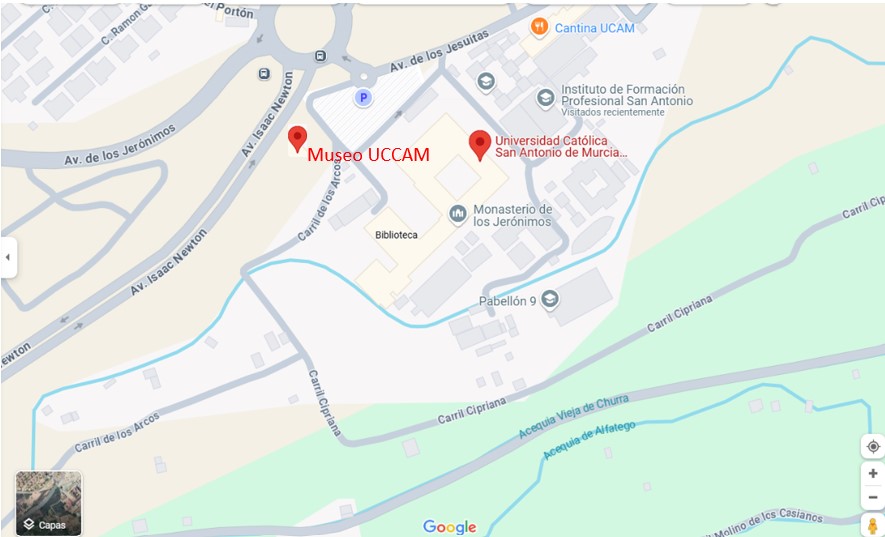 El Portón
C. Ramon G
Cantina UCAM
Av. de los Jesuitas
P
Instituto de Formación
Profesional San Antonio
Visitados recientemente
Av. Isaac Newton
Av. de los Jerónimos
Museo UCCAM
Universidad Católica
San Antonio de Murcia...
Carril de los Arcos
Monasterio de
los Jerónimos
Biblioteca
Carril Cip
Av. Isaac Newton
Pabellón 9
Carril Cipriana
Newton
Carril Cipriana
Carril Cipriana
Carril de los Arcos
Acequia Vieja de Churra
Acequia de Alfatego
Carril Molino de los Casianos
Capas
Google